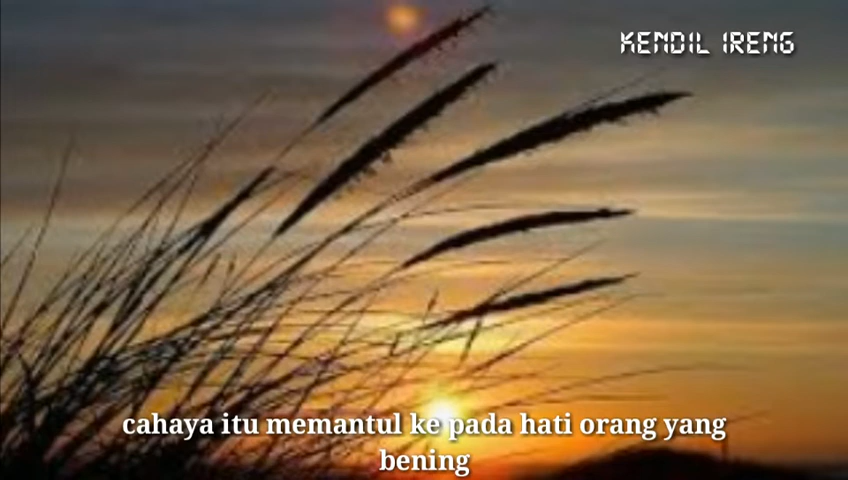 KENDIL IRENG
cahaya itu memantul ke pada hati orang yang
bening